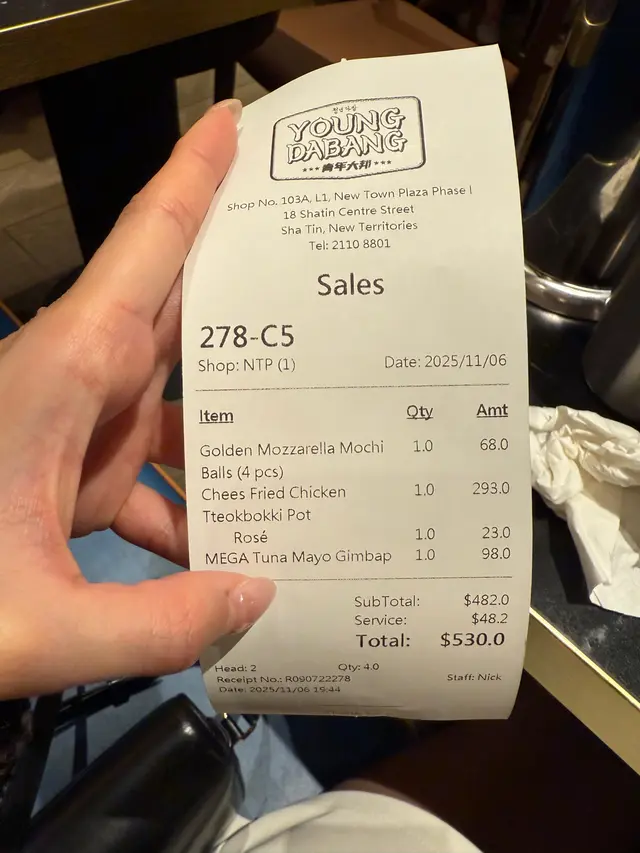 청년다방
YOUNG
DABANG
青年大邦
Shop No. 103A, L1, New Town Plaza Phase I
18 Shatin Centre Street
Sha Tin, New Territories
Tel: 2110 8801
Sales
278-C5
Shop: NTP (1) Date: 2025/11/06
Item Qty Amt
Golden Mozzarella Mochi 1.0 68.0
Balls (4 pcs)
Chees Fried Chicken 1.0 293.0
Tteokbokki Pot
Rosé 1.0 23.0
MEGA Tuna Mayo Gimbap 1.0 98.0
SubTotal: $482.0
Service: $48.2
Total: $530.0
Head: 2 Qty: 4.0
Receipt No.: R090722278 Staff: Nick
Date: 2025/11/06 19:44